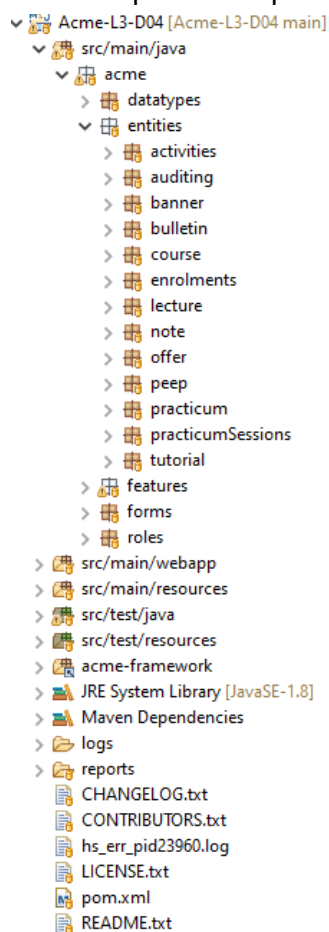 Acme-L3-D04 [Acme-L3-D04 main]
src/main/java
acme
datatypes
entities
activities
auditing
banner
bulletin
course
enrolments
lecture
note
offer
peep
practicum
practicumSessions
tutorial
features
forms
roles
src/main/webapp
src/main/resources
src/test/java
src/test/resources
acme-framework
JRE System Library [JavaSE-1.8]
Maven Dependencies
logs
reports
CHANGELOG.txt
CONTRIBUTORS.txt
hs_err_pid23960.log
LICENSE.txt
pom.xml
README.txt